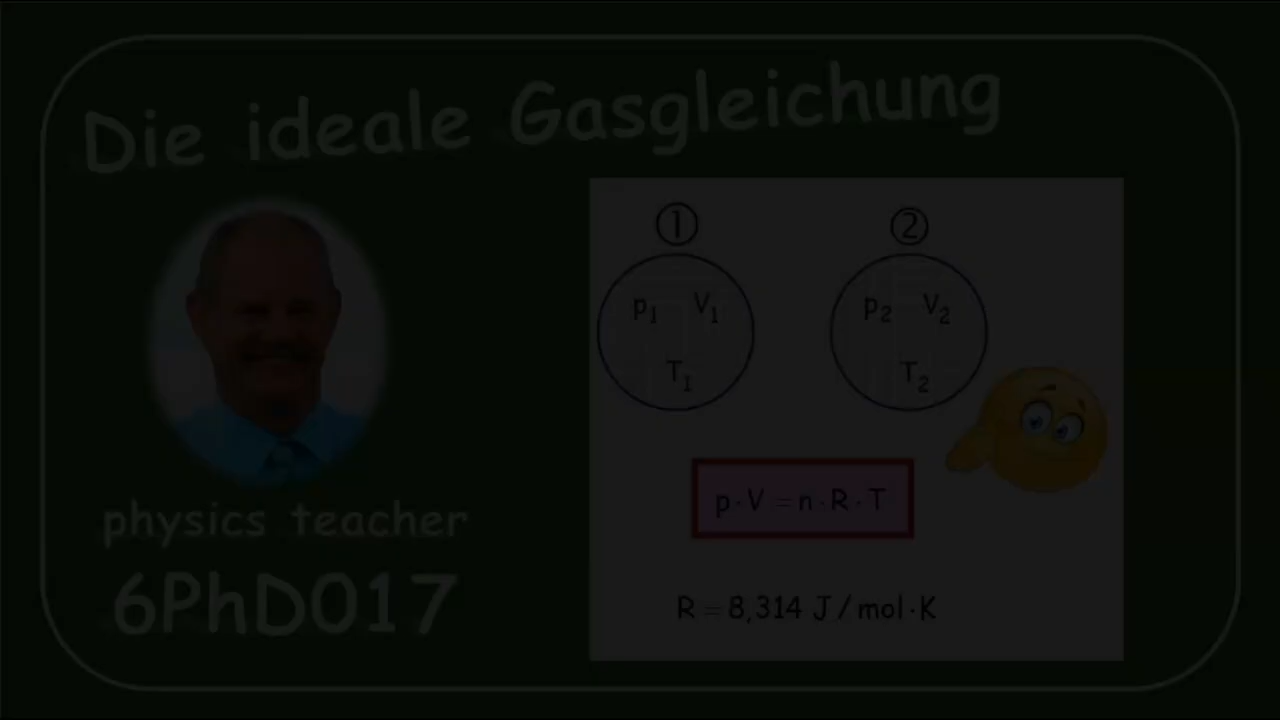 Die ideale Gasgleichung
① ②
p₁ V₁ p₂ V₂
T₁ T₂
p·V = n·R·T
R = 8,314 J/mol·K
physics teacher
6PhD017